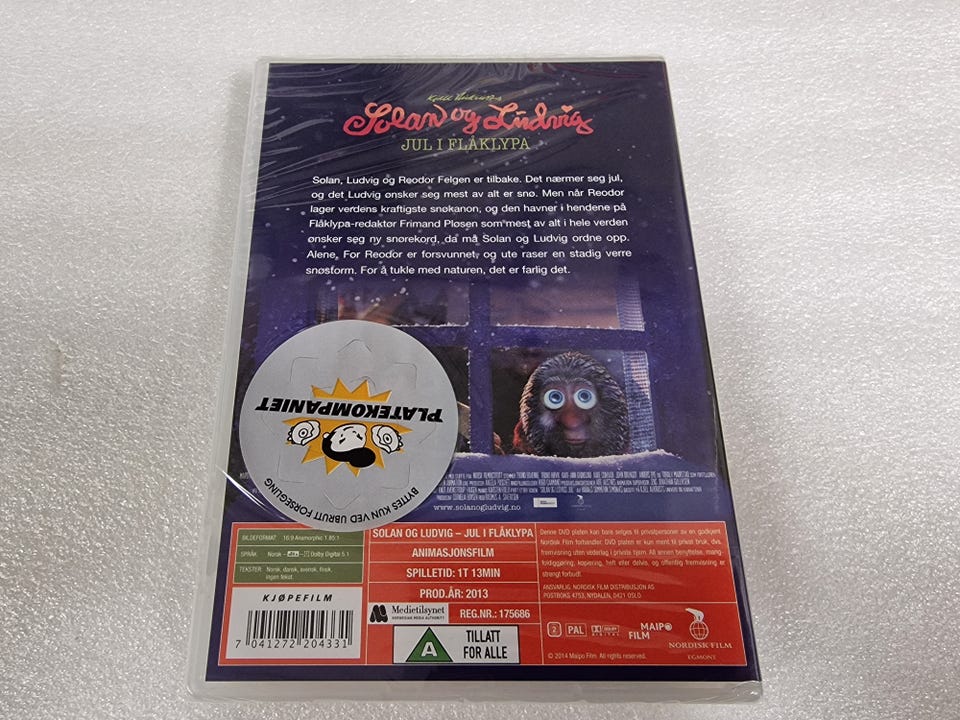 Kjell Aukrusts
Solan og Ludvig
JUL I FLÅKLYPA
Solan, Ludvig og Reodor Felgen er tilbake. Det nærmer seg jul,
og det Ludvig ønsker seg mest av alt er snø. Men når Reodor
lager verdens kraftigste snøkanon, og den havner i hendene på
Flåklypa-redaktør Frimand Pløsen som mest av alt i hele verden
ønsker seg ny snørekord, da må Solan og Ludvig ordne opp.
Alene. For Reodor er forsvunnet, og ute raser en stadig verre
snøstorm. For å tukle med naturen, det er farlig det.
PLATEKOMPANIET
BYTTES KUN VED UBRUTT FORSEGLING
www.solanogludvig.no
BILDEFORMAT: 16:9 Anamorphic 1.85:1
SPRÅK: Norsk - dts - Dolby Digital 5.1
TEKSTER: Norsk, dansk, svensk, finsk,
ingen tekst.
KJØPEFILM
7 041272 204331
SOLAN OG LUDVIG – JUL I FLÅKLYPA
ANIMASJONSFILM
SPILLETID: 1T 13MIN
PROD.ÅR: 2013
Medietilsynet
NORWEGIAN MEDIA AUTHORITY
REG.NR.: 175686
A
TILLATT
FOR ALLE
Denne DVD platen kan bare selges til privatpersoner av en godkjent
Nordisk Film forhandler. DVD platen er kun ment til privat bruk, dvs.
fremvisning uten vederlag i private hjem. All annen benyttelse, mang-
foldiggjøring, kopiering, helt eller delvis, og offentlig fremvisning er
strengt forbudt!
ANSVARLIG: NORDISK FILM DISTRIBUSJON AS
POSTBOKS 4753, NYDALEN, 0421 OSLO
2
PAL
DOLBY
DIGITAL
MAIPO
FILM
NORDISK FILM
EGMONT
© 2014 Maipo Film. All rights reserved.